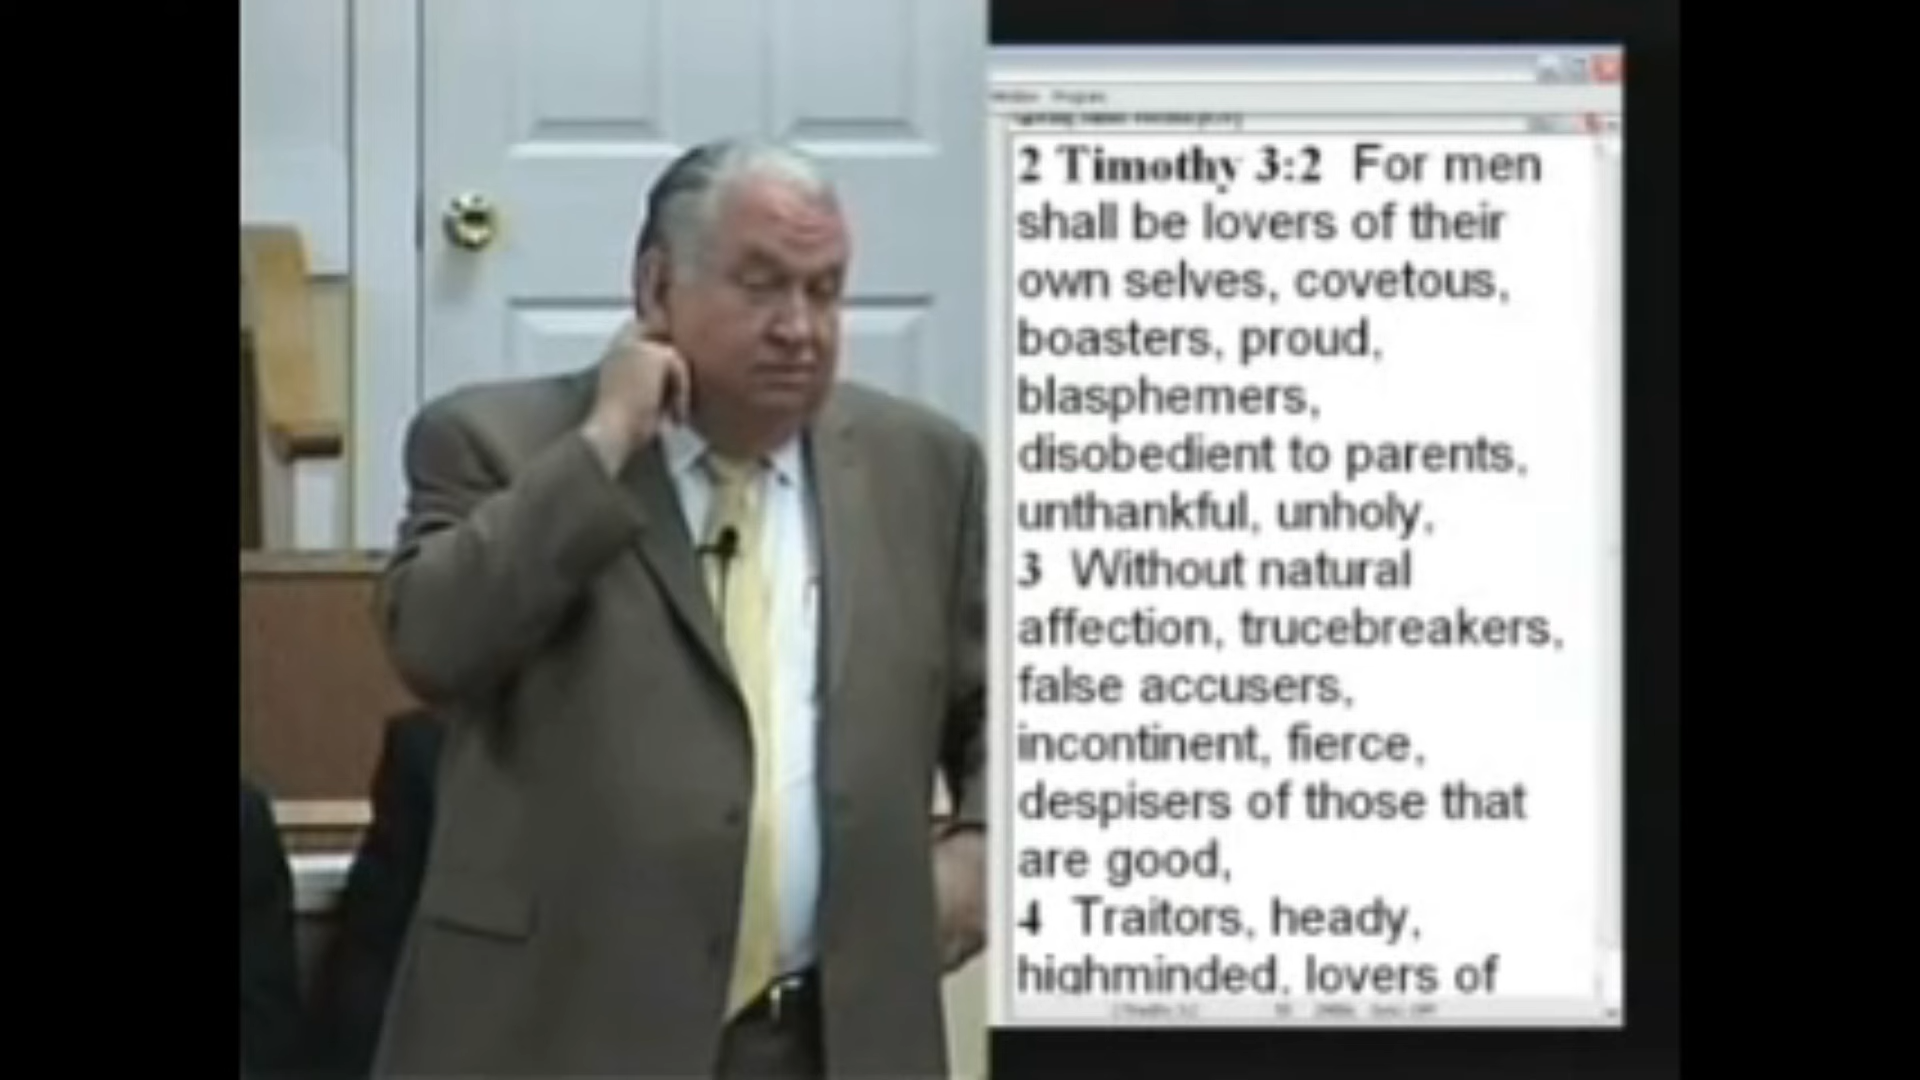 2 Timothy 3:2 For men
shall be lovers of their
own selves, covetous,
boasters, proud,
blasphemers,
disobedient to parents,
unthankful, unholy,
3 Without natural
affection, trucebreakers,
false accusers,
incontinent, fierce,
despisers of those that
are good,
4 Traitors, heady,
highminded, lovers of